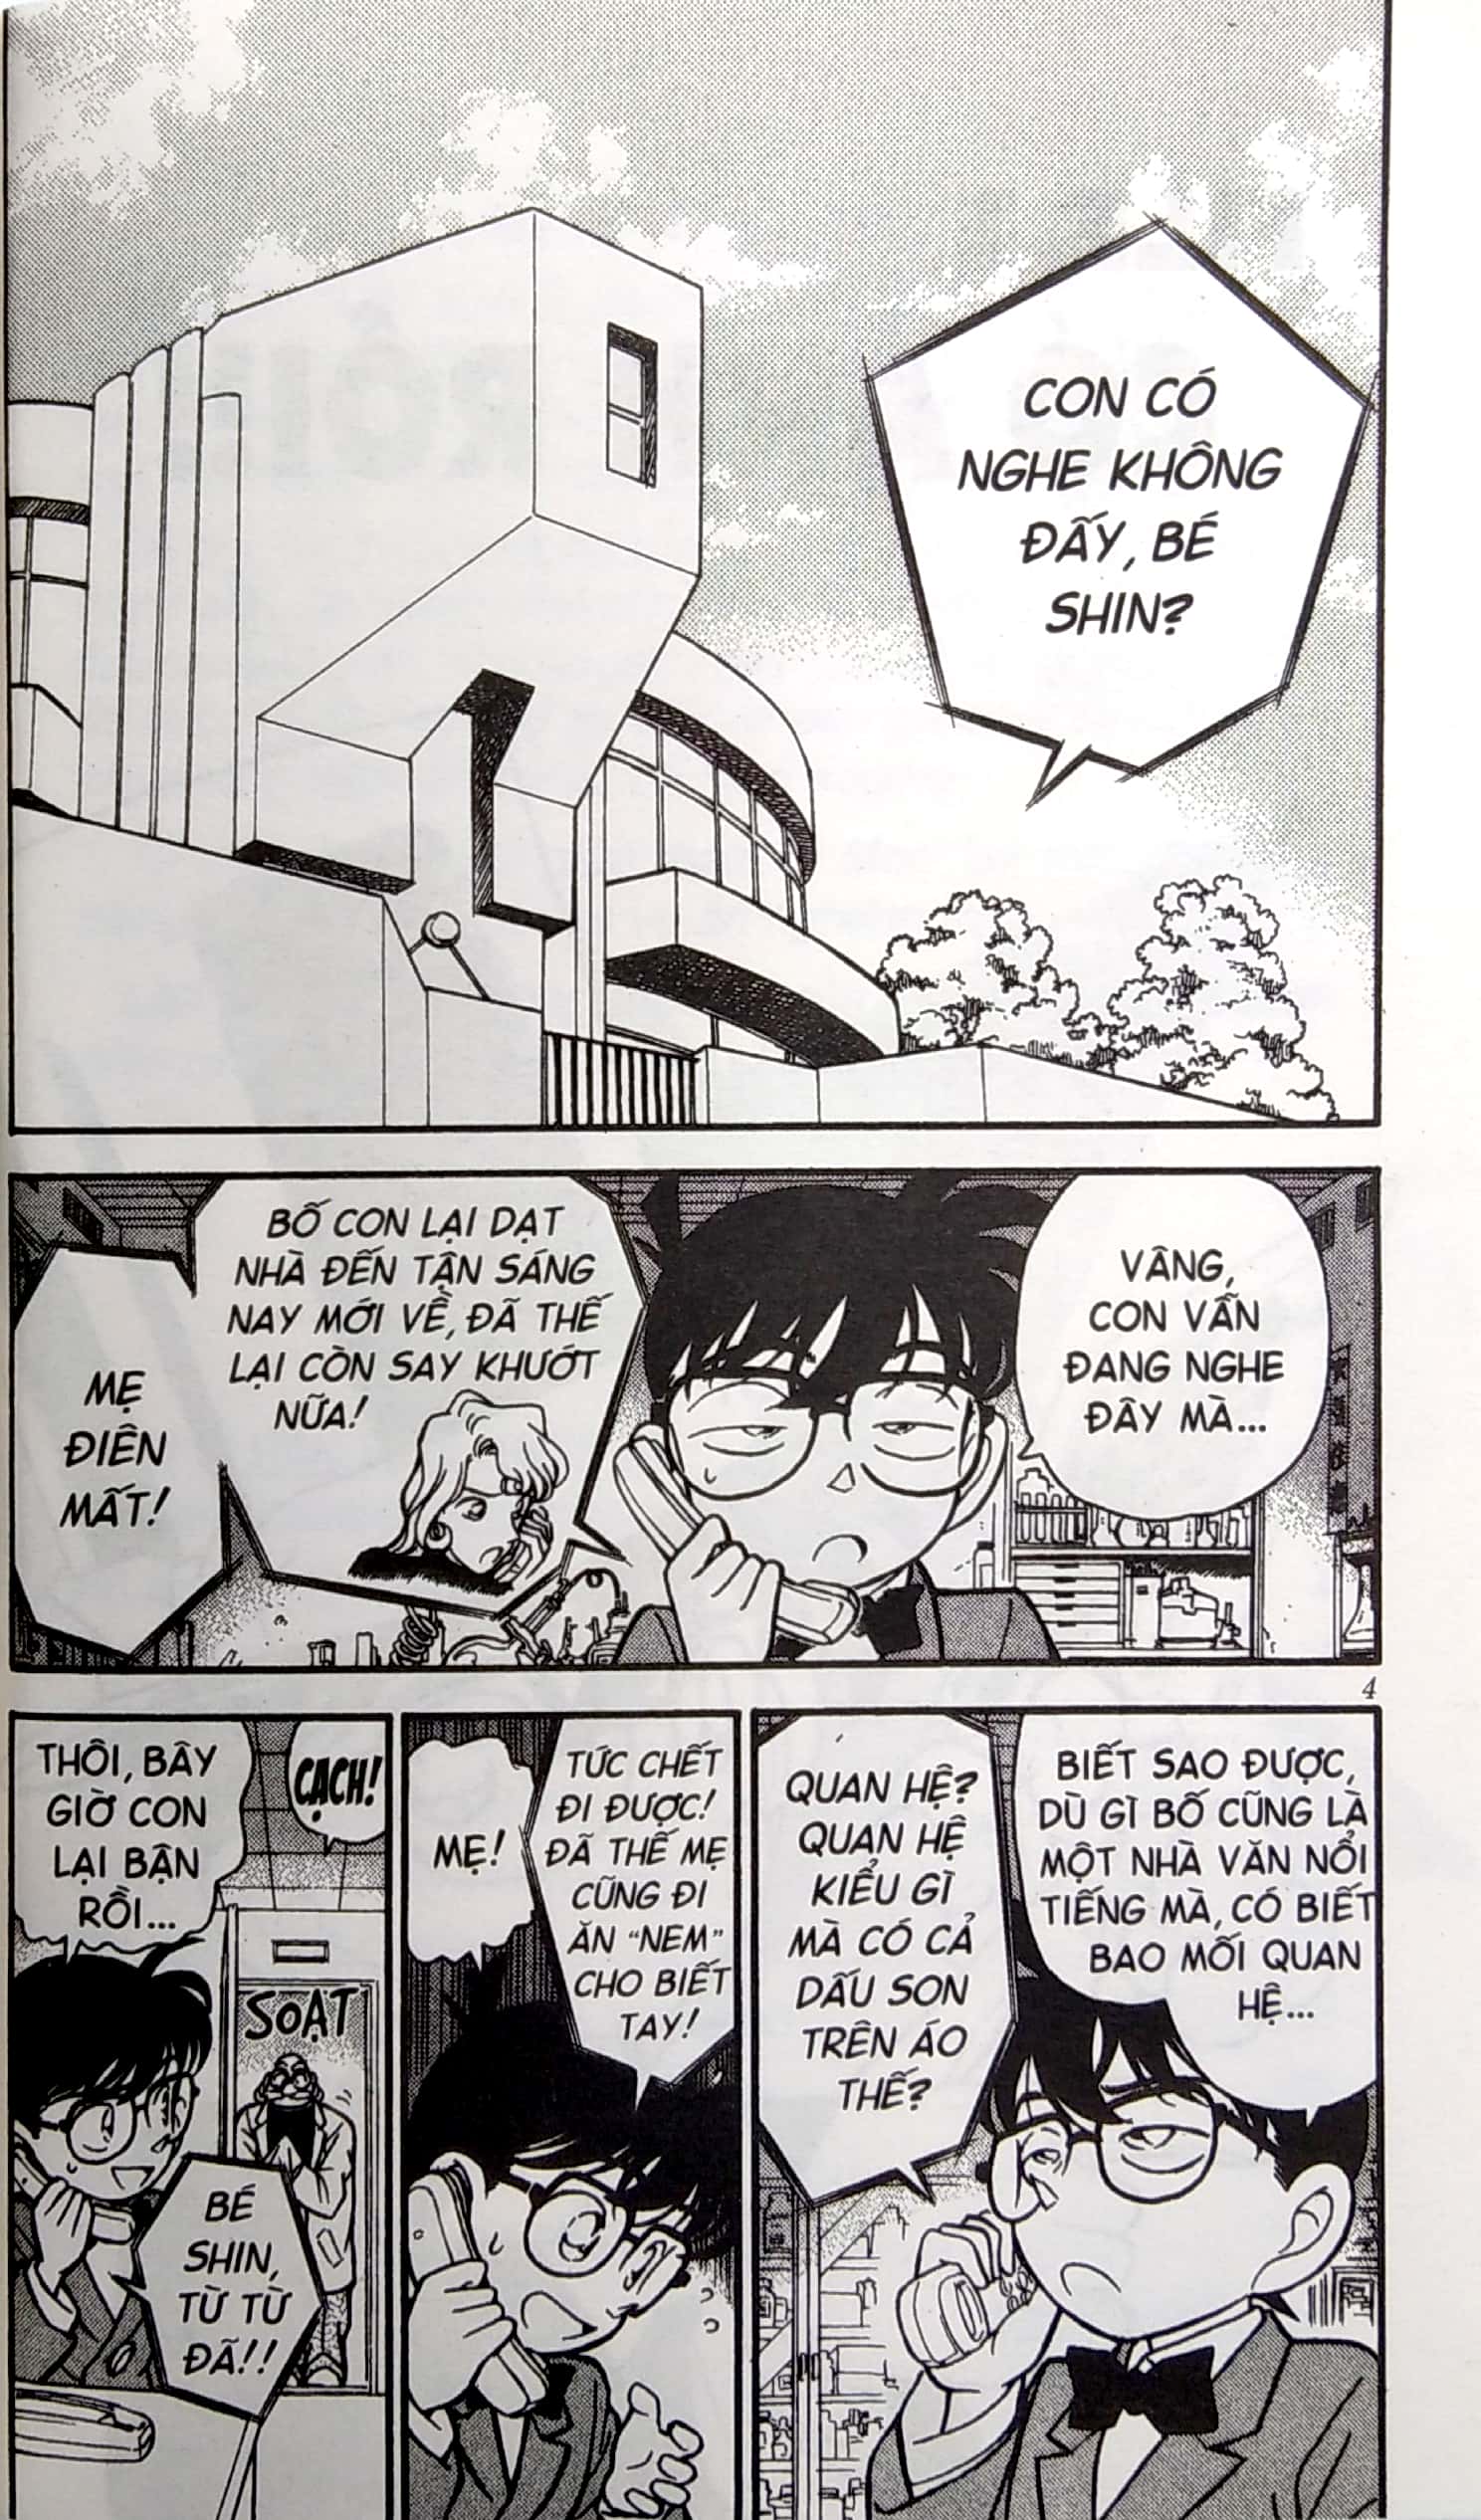 CON CÓ
NGHE KHÔNG
ĐẤY, BÉ
SHIN?
VÂNG,
CON VẪN
ĐANG NGHE
ĐÂY MÀ...
BỐ CON LẠI DẠT
NHÀ ĐẾN TẬN SÁNG
NAY MỚI VỀ, ĐÃ THẾ
LẠI CÒN SAY KHƯỚT
NỮA!
MẸ
ĐIÊN
MẤT!
4
BIẾT SAO ĐƯỢC,
DÙ GÌ BỐ CŨNG LÀ
MỘT NHÀ VĂN NỔI
TIẾNG MÀ, CÓ BIẾT
BAO MỐI QUAN
HỆ...
QUAN HỆ?
QUAN HỆ
KIỂU GÌ
MÀ CÓ CẢ
DẤU SON
TRÊN ÁO
THẾ?
TỨC CHẾT
ĐI ĐƯỢC!
ĐÃ THẾ MẸ
CŨNG ĐI
ĂN "NEM"
CHO BIẾT
TAY!
MẸ!
CẠCH!
THÔI, BÂY
GIỜ CON
LẠI BẬN
RỒI...
SOẠT
BÉ
SHIN,
TỪ TỪ
ĐÃ!!